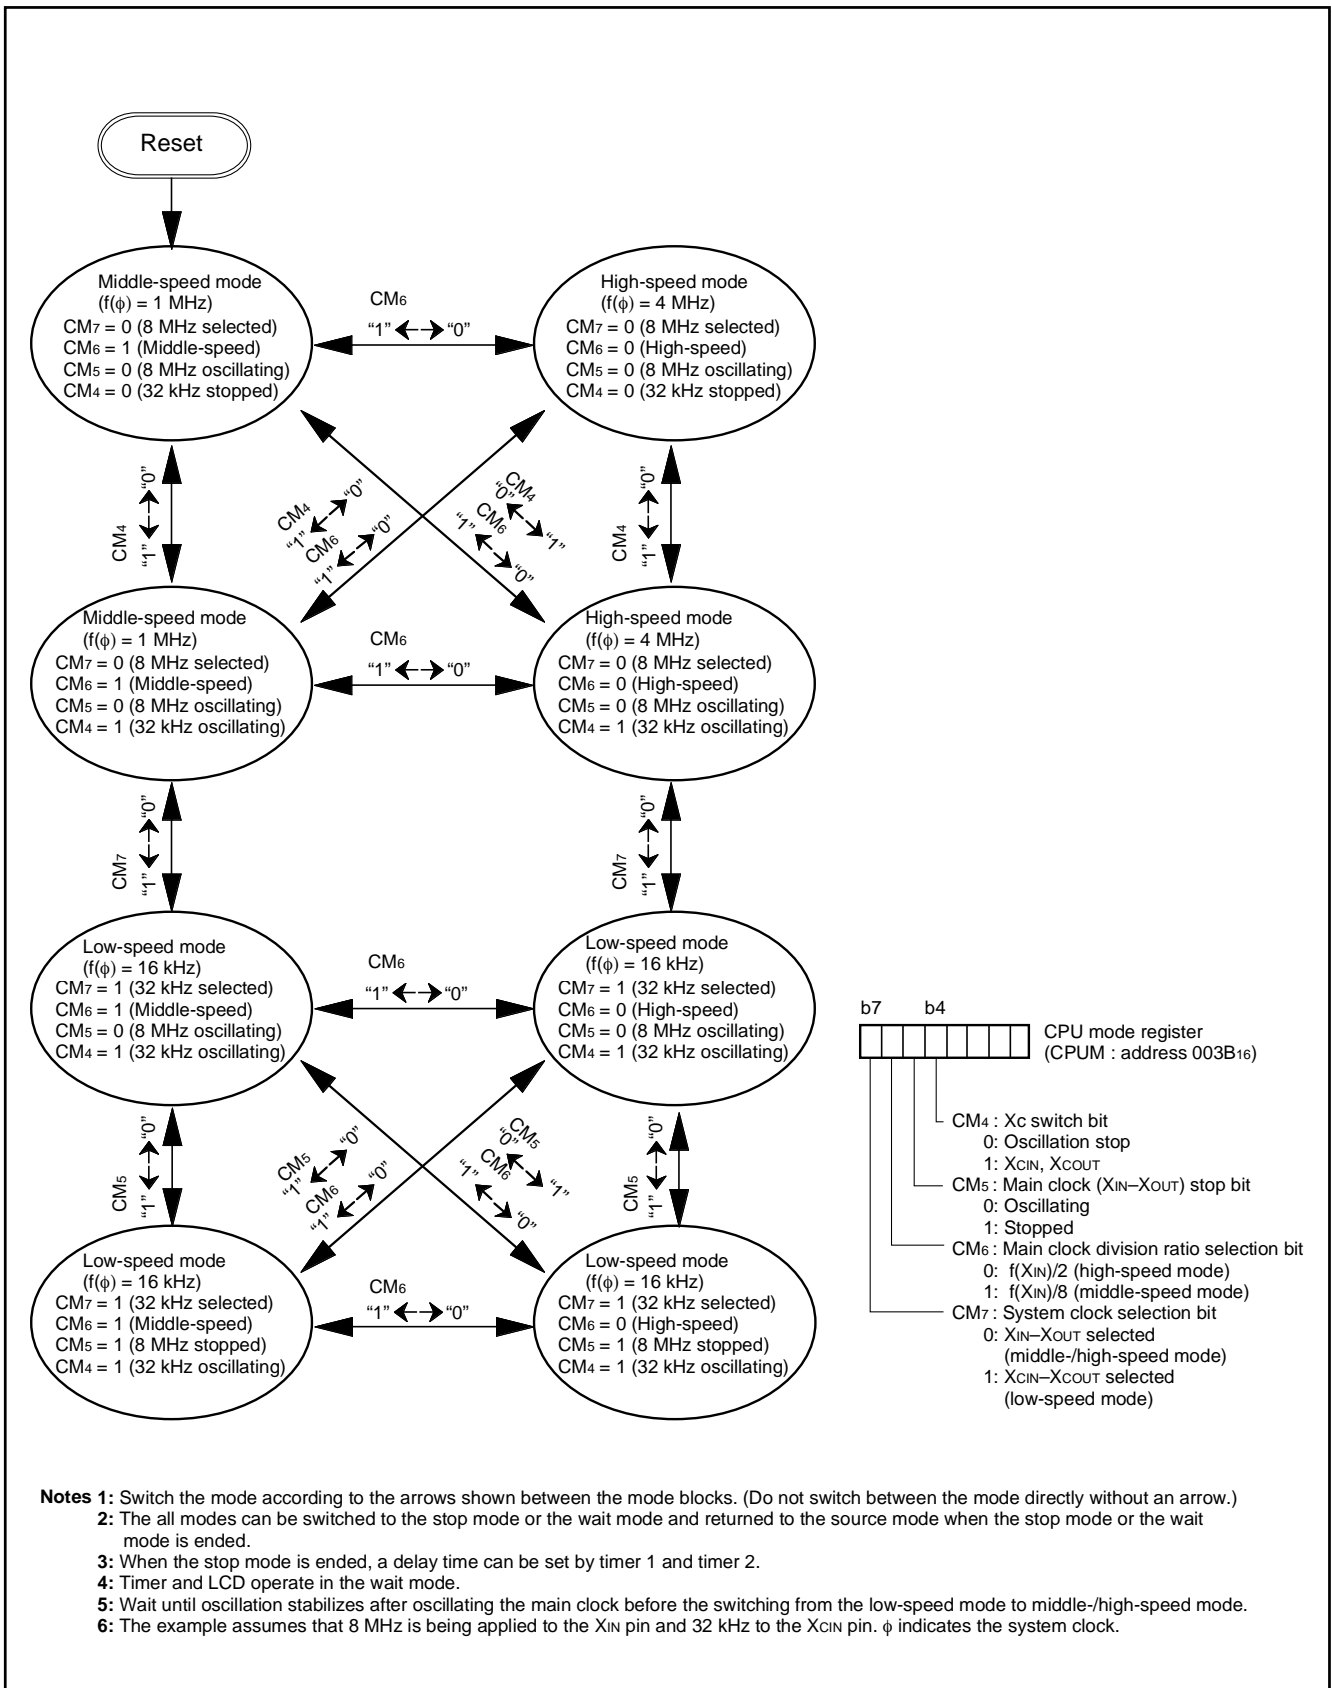 Reset
Middle-speed mode
(f(ϕ) = 1 MHz)
CM7 = 0 (8 MHz selected)
CM6 = 1 (Middle-speed)
CM5 = 0 (8 MHz oscillating)
CM4 = 0 (32 kHz stopped)
CM6
“1” “0”
High-speed mode
(f(ϕ) = 4 MHz)
CM7 = 0 (8 MHz selected)
CM6 = 0 (High-speed)
CM5 = 0 (8 MHz oscillating)
CM4 = 0 (32 kHz stopped)
CM4
“1” “0”
CM4
“1” “0”
CM6
“1” “0”
CM4
“0” “1”
CM6
“1” “0”
CM4
“1” “0”
Middle-speed mode
(f(ϕ) = 1 MHz)
CM7 = 0 (8 MHz selected)
CM6 = 1 (Middle-speed)
CM5 = 0 (8 MHz oscillating)
CM4 = 1 (32 kHz oscillating)
CM6
“1” “0”
High-speed mode
(f(ϕ) = 4 MHz)
CM7 = 0 (8 MHz selected)
CM6 = 0 (High-speed)
CM5 = 0 (8 MHz oscillating)
CM4 = 1 (32 kHz oscillating)
CM7
“1” “0”
CM7
“1” “0”
Low-speed mode
(f(ϕ) = 16 kHz)
CM7 = 1 (32 kHz selected)
CM6 = 1 (Middle-speed)
CM5 = 0 (8 MHz oscillating)
CM4 = 1 (32 kHz oscillating)
CM6
“1” “0”
Low-speed mode
(f(ϕ) = 16 kHz)
CM7 = 1 (32 kHz selected)
CM6 = 0 (High-speed)
CM5 = 0 (8 MHz oscillating)
CM4 = 1 (32 kHz oscillating)
CM5
“1” “0”
CM5
“1” “0”
CM6
“1” “0”
CM5
“0” “1”
CM6
“1” “0”
CM5
“1” “0”
Low-speed mode
(f(ϕ) = 16 kHz)
CM7 = 1 (32 kHz selected)
CM6 = 1 (Middle-speed)
CM5 = 1 (8 MHz stopped)
CM4 = 1 (32 kHz oscillating)
CM6
“1” “0”
Low-speed mode
(f(ϕ) = 16 kHz)
CM7 = 1 (32 kHz selected)
CM6 = 0 (High-speed)
CM5 = 1 (8 MHz stopped)
CM4 = 1 (32 kHz oscillating)
b7 b4
CPU mode register
(CPUM : address 003B16)
CM4 : Xc switch bit
0: Oscillation stop
1: XCIN, XCOUT
CM5 : Main clock (XIN–XOUT) stop bit
0: Oscillating
1: Stopped
CM6 : Main clock division ratio selection bit
0: f(XIN)/2 (high-speed mode)
1: f(XIN)/8 (middle-speed mode)
CM7 : System clock selection bit
0: XIN–XOUT selected
(middle-/high-speed mode)
1: XCIN–XCOUT selected
(low-speed mode)
Notes 1: Switch the mode according to the arrows shown between the mode blocks. (Do not switch between the mode directly without an arrow.)
2: The all modes can be switched to the stop mode or the wait mode and returned to the source mode when the stop mode or the wait
mode is ended.
3: When the stop mode is ended, a delay time can be set by timer 1 and timer 2.
4: Timer and LCD operate in the wait mode.
5: Wait until oscillation stabilizes after oscillating the main clock before the switching from the low-speed mode to middle-/high-speed mode.
6: The example assumes that 8 MHz is being applied to the XIN pin and 32 kHz to the XCIN pin. ϕ indicates the system clock.